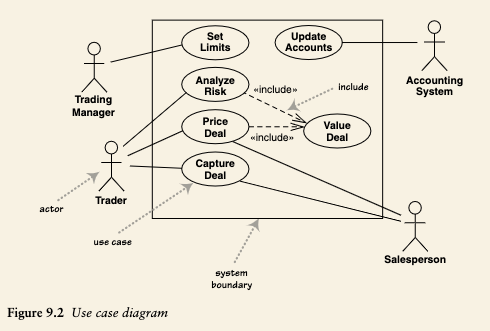 Set
Limits
Update
Accounts
Accounting
System
Trading
Manager
Analyze
Risk
«include»
include
Price
Deal
«include»
Value
Deal
Capture
Deal
Trader
actor
use case
system
boundary
Salesperson
Figure 9.2 Use case diagram